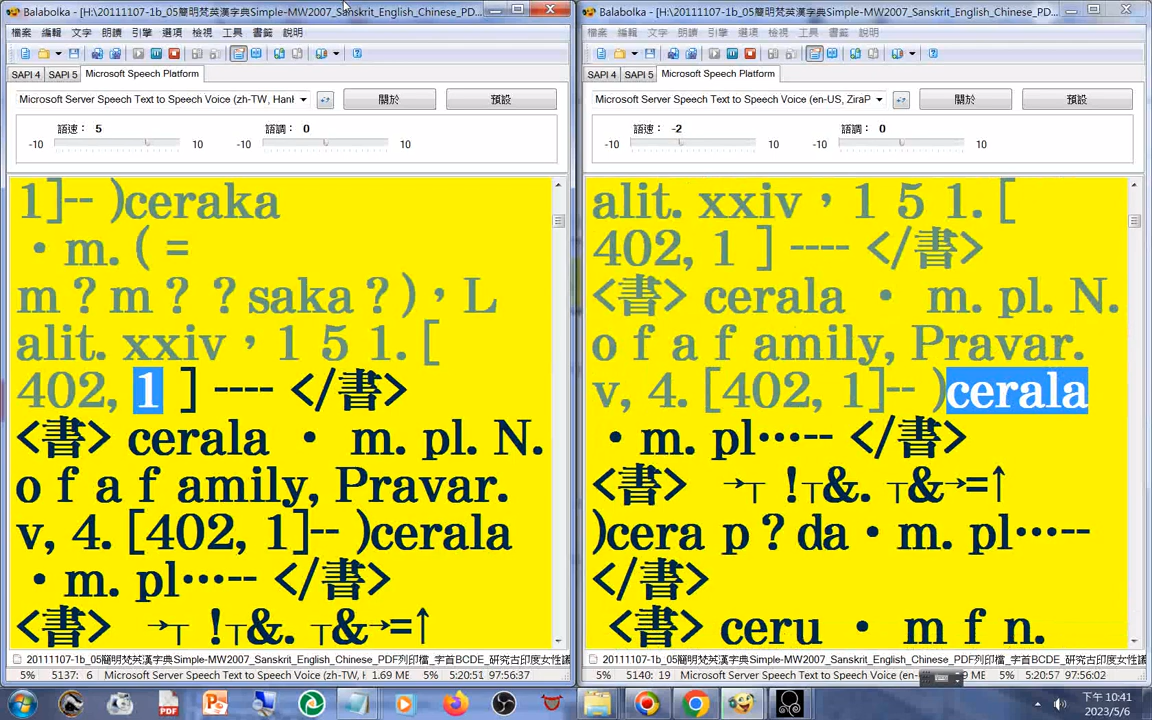 Balabolka - [H:\20111107-1b_05簡明梵英漢字典Simple-MW2007_Sanskrit_English_Chinese_PD...
檔案 編輯 文字 朗讀 引擎 選項 檢視 工具 書籤 說明
SAPI 4 SAPI 5 Microsoft Speech Platform
Microsoft Server Speech Text to Speech Voice (zh-TW, Hanl
關於
預設
語速: 5 語調: 0
-10 10 -10 10
1]-- )ceraka
•m. ( =
m?m? ?saka?),L
alit. xxiv,1 5 1. [
402, 1 ] ---- </書>
<書> cerala • m. pl. N.
o f a f amily, Pravar.
v, 4. [402, 1]-- )cerala
•m. pl…-- </書>
<書> →┬ !┬&. ┬&→=↑
20111107-1b_05簡明梵英漢字典Simple-MW2007_Sanskrit_English_Chinese_PDF列印檔_字首BCDE_研究古印度女性議
5% 5137: 6 Microsoft Server Speech Text to Speech Voice (zh-TW, H 1.69 ME 5% 5:20:51 97:56:37
Balabolka - [H:\20111107-1b_05簡明梵英漢字典Simple-MW2007_Sanskrit_English_Chinese_PD...
檔案 編輯 文字 朗讀 引擎 選項 檢視 工具 書籤 說明
SAPI 4 SAPI 5 Microsoft Speech Platform
Microsoft Server Speech Text to Speech Voice (en-US, ZiraP
關於
預設
語速: -2 語調: 0
-10 10 -10 10
alit. xxiv,1 5 1. [
402, 1 ] ---- </書>
<書> cerala • m. pl. N.
o f a f amily, Pravar.
v, 4. [402, 1]-- )cerala
•m. pl…-- </書>
<書> →┬ !┬&. ┬&→=↑
)cera p?da•m. pl…--
</書>
<書> ceru • m f n.
20111107-1b_05簡明梵英漢字典Simple-MW2007_Sanskrit_English_Chinese_PDF列印檔_字首BCDE_研究古印度女性議
5% 5140: 19 Microsoft Server Speech Text to Speech Voice 1.69 ME 5% 5:20:57 97:56:02
下午 10:41
2023/5/6